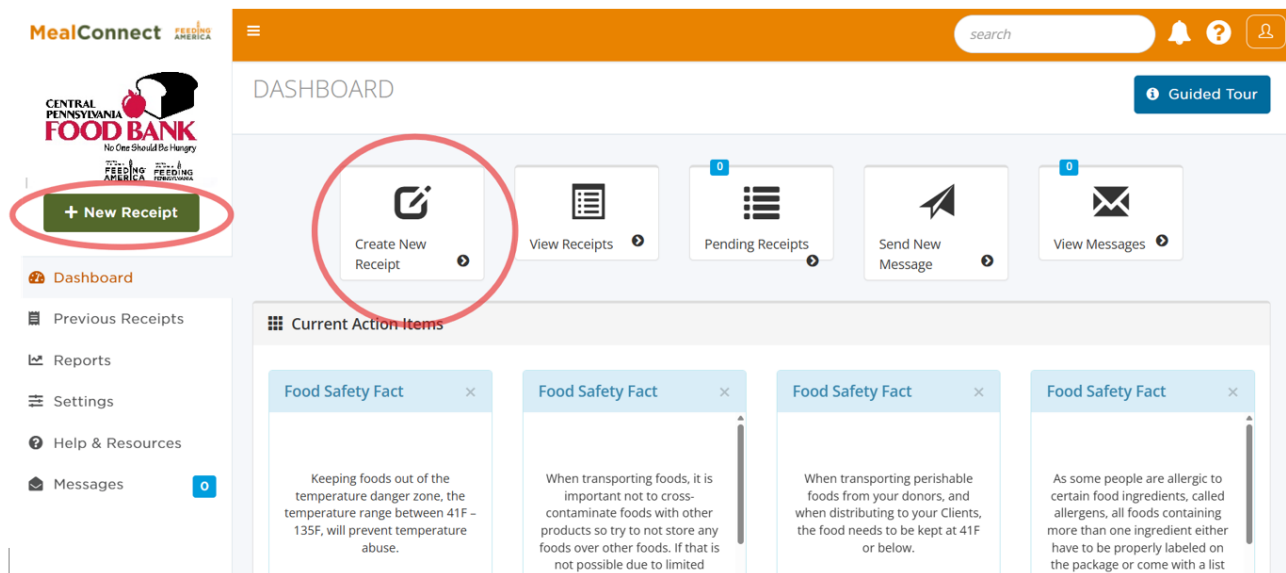 MealConnect FEEDING AMERICA
search
CENTRAL
PENNSYLVANIA
FOOD BANK
No One Should Be Hungry
FEEDING AMERICA FEEDING PENNSYLVANIA
+ New Receipt
Dashboard
Previous Receipts
Reports
Settings
Help & Resources
Messages 0
DASHBOARD
Guided Tour
Create New
Receipt
View Receipts
0
Pending Receipts
Send New
Message
0
View Messages
Current Action Items
Food Safety Fact ×
Keeping foods out of the
temperature danger zone, the
temperature range between 41F –
135F, will prevent temperature
abuse.
Food Safety Fact ×
When transporting foods, it is
important not to cross-
contaminate foods with other
products so try to not store any
foods over other foods. If that is
not possible due to limited
Food Safety Fact ×
When transporting perishable
foods from your donors, and
when distributing to your Clients,
the food needs to be kept at 41F
or below.
Food Safety Fact ×
As some people are allergic to
certain food ingredients, called
allergens, all foods containing
more than one ingredient either
have to be properly labeled on
the package or come with a list